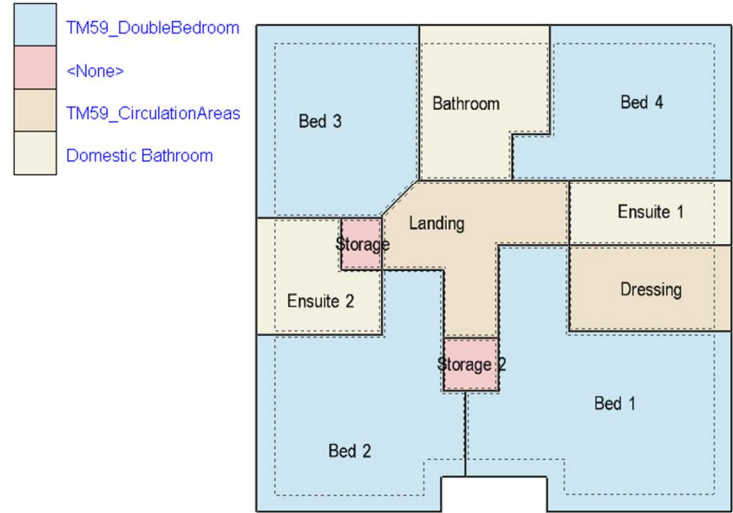 TM59_DoubleBedroom
<None>
TM59_CirculationAreas
Domestic Bathroom
Bed 3
Bathroom
Bed 4
Landing
Ensuite 1
Storage
Ensuite 2
Dressing
Storage 2
Bed 1
Bed 2